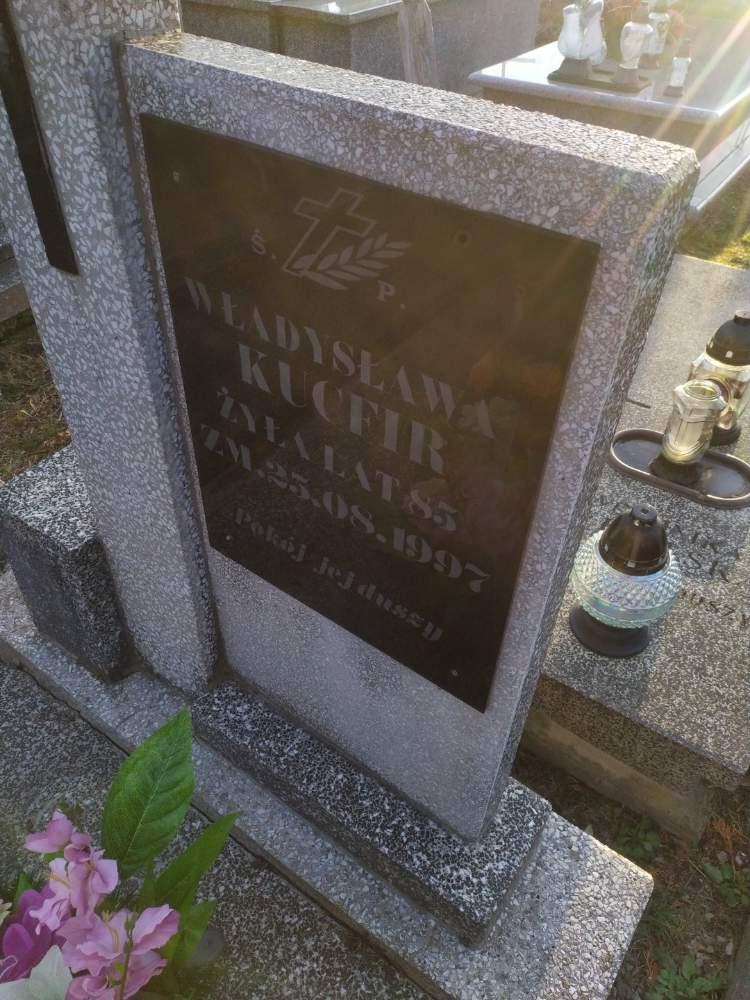 Ś. P.
WŁADYSŁAWA
KUCFIR
ŻYŁA LAT 85
ZM. 25.08.1997
Pokój jej duszy